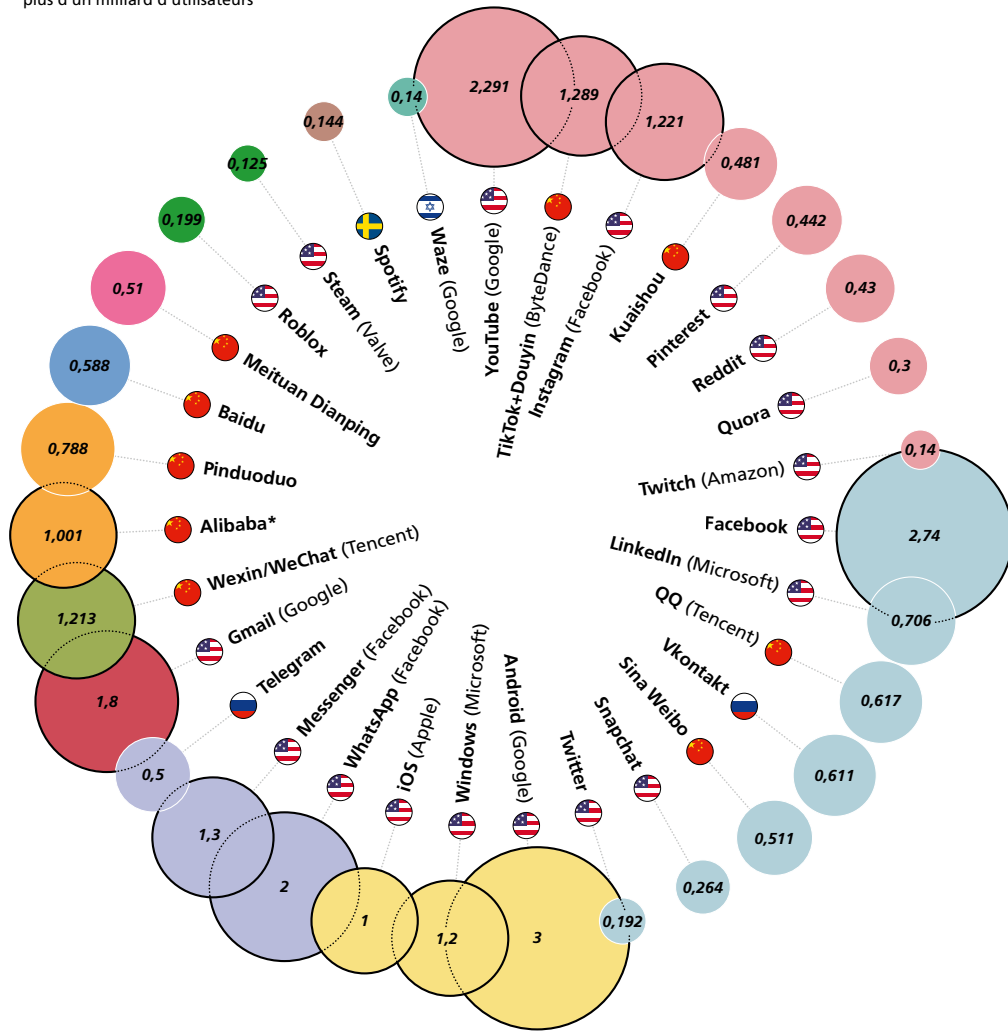 plus d'un milliard d'utilisateurs
2,291
YouTube (Google)
1,289
TikTok+Douyin (ByteDance)
1,221
Instagram (Facebook)
0,481
Kuaishou
0,442
Pinterest
0,43
Reddit
0,3
Quora
0,14
Twitch (Amazon)
2,74
Facebook
0,706
LinkedIn (Microsoft)
0,617
QQ (Tencent)
0,611
Vkontakt
0,511
Sina Weibo
0,264
Snapchat
0,192
Twitter
3
Android (Google)
1,2
Windows (Microsoft)
1
iOS (Apple)
2
WhatsApp (Facebook)
1,3
Messenger (Facebook)
0,5
Telegram
1,8
Gmail (Google)
1,213
Wexin/WeChat (Tencent)
1,001
Alibaba*
0,788
Pinduoduo
0,588
Baidu
0,51
Meituan Dianping
0,199
Roblox
0,125
Steam (Valve)
0,144
Spotify
0,14
Waze (Google)